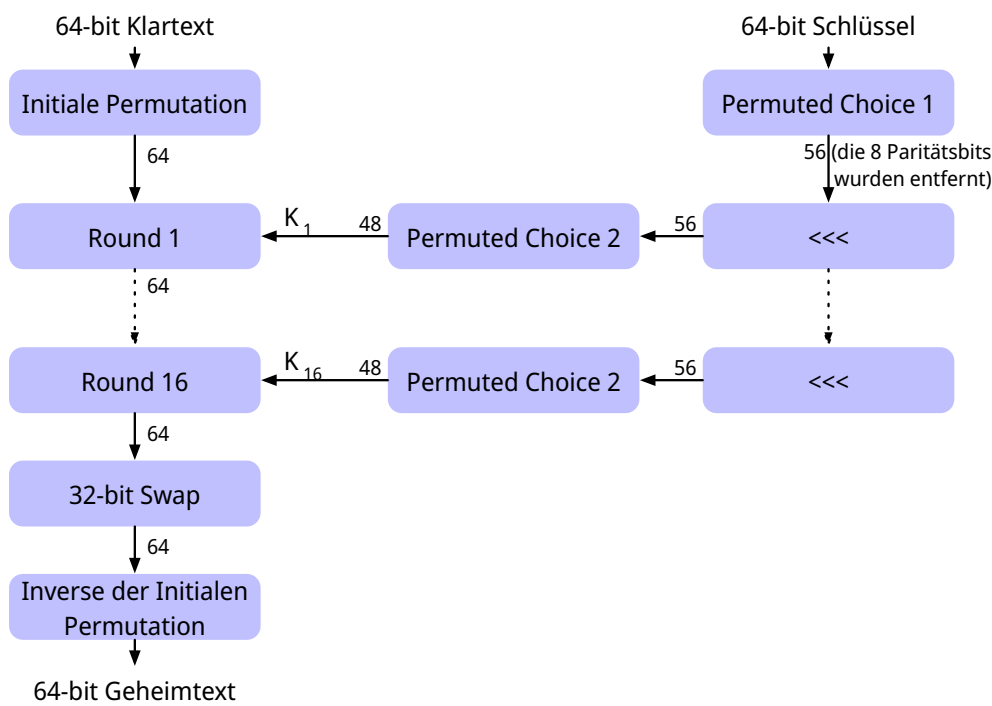 64-bit Klartext
64-bit Schlüssel
Initiale Permutation
Permuted Choice 1
64
56 (die 8 Paritätsbits
wurden entfernt)
Round 1
K 1
48
Permuted Choice 2
56
<<<
64
Round 16
K 16
48
Permuted Choice 2
56
<<<
64
32-bit Swap
64
Inverse der Initialen
Permutation
64-bit Geheimtext